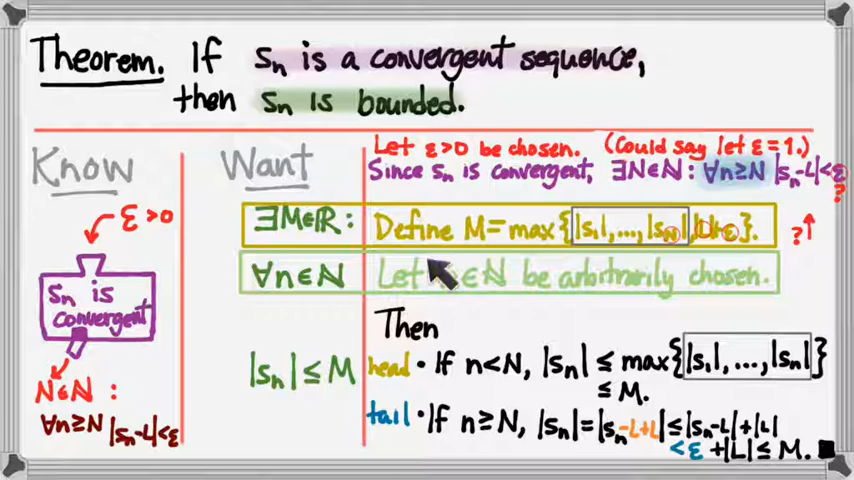 Theorem. If sₙ is a convergent sequence,
then sₙ is bounded.
Know
ε>0
sₙ is
convergent
N∈ℕ :
∀n≥N |sₙ-L|<ε
Want
∃M∈ℝ:
∀n∈ℕ
|sₙ| ≤ M
Let ε>0 be chosen. (Could say let ε=1.)
Since sₙ is convergent, ∃N∈ℕ: ∀n≥N |sₙ-L|<ε
?
Define M=max{|s₁|,...,|s_N|,|L|+ε}.
?↑
Let n∈ℕ be arbitrarily chosen.
Then
head • If n<N, |sₙ| ≤ max{|s₁|,...,|sₙ|}
≤ M.
tail • If n≥N, |sₙ|=|sₙ-L+L|≤|sₙ-L|+|L|
<ε +|L| ≤ M. ■